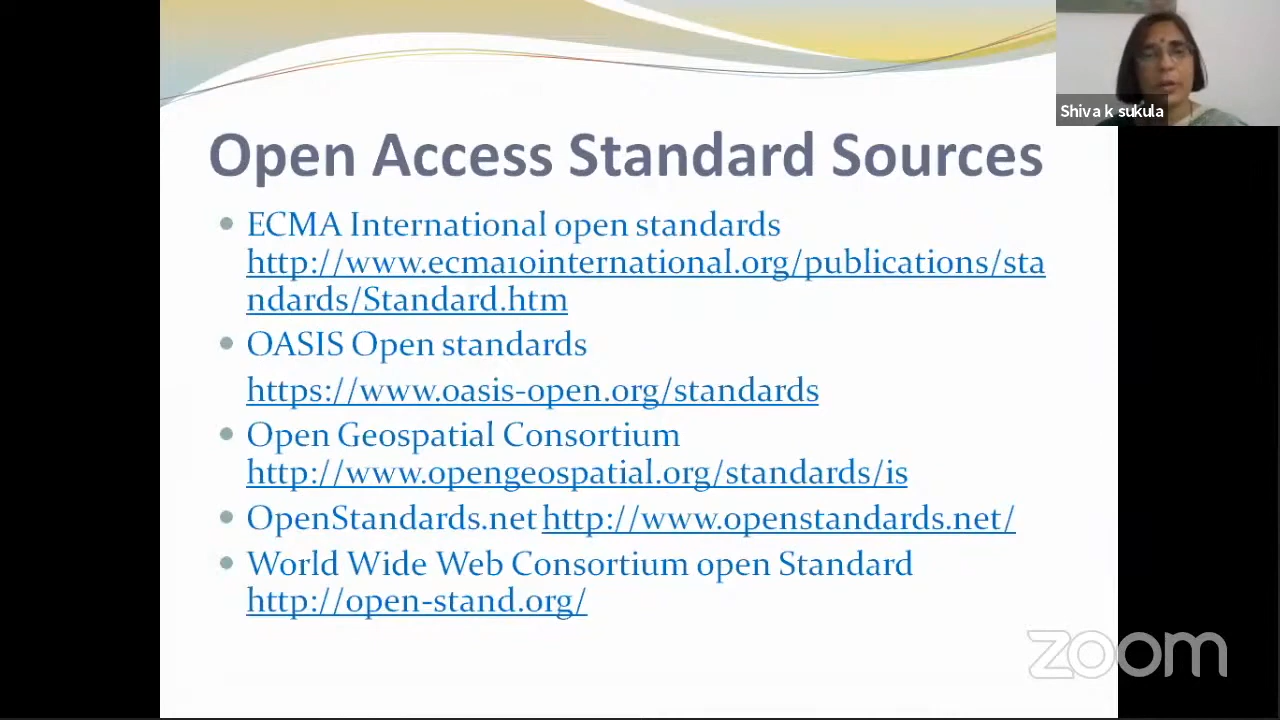 Shiva k sukula
Open Access Standard Sources
• ECMA International open standards
http://www.ecma10international.org/publications/sta
ndards/Standard.htm
• OASIS Open standards
https://www.oasis-open.org/standards
• Open Geospatial Consortium
http://www.opengeospatial.org/standards/is
• OpenStandards.net http://www.openstandards.net/
• World Wide Web Consortium open Standard
http://open-stand.org/
zoom